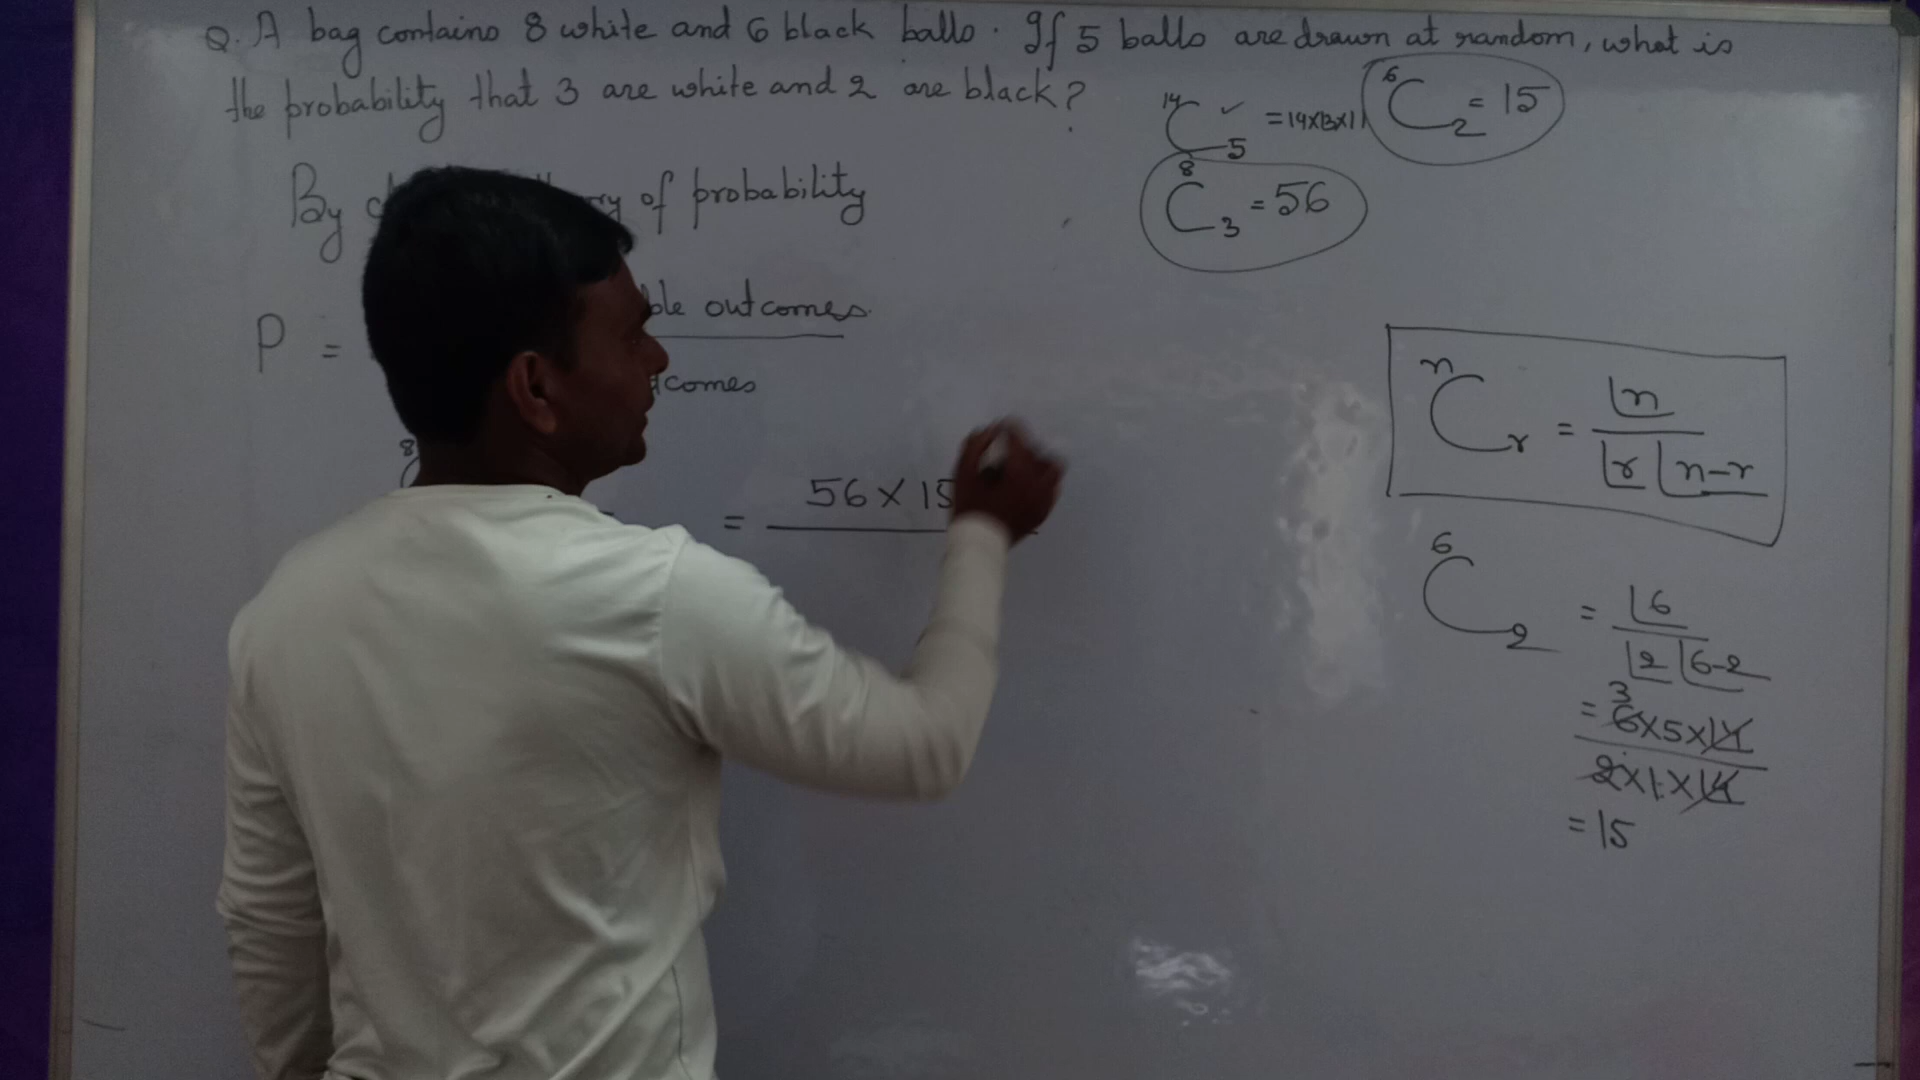 Q. A bag contains 8 white and 6 black balls. If 5 balls are drawn at random, what is
the probability that 3 are white and 2 are black?
14C5 ✓ = 14×13×11
6C2 = 15
8C3 = 56
By of probability
P = outcomes
8
= 56 × 15
nCr = ⌊n / ⌊r ⌊n-r
6C2 = ⌊6 / ⌊2 ⌊6-2
= 3 6×5×⌊4 / 2×1×⌊4
= 15